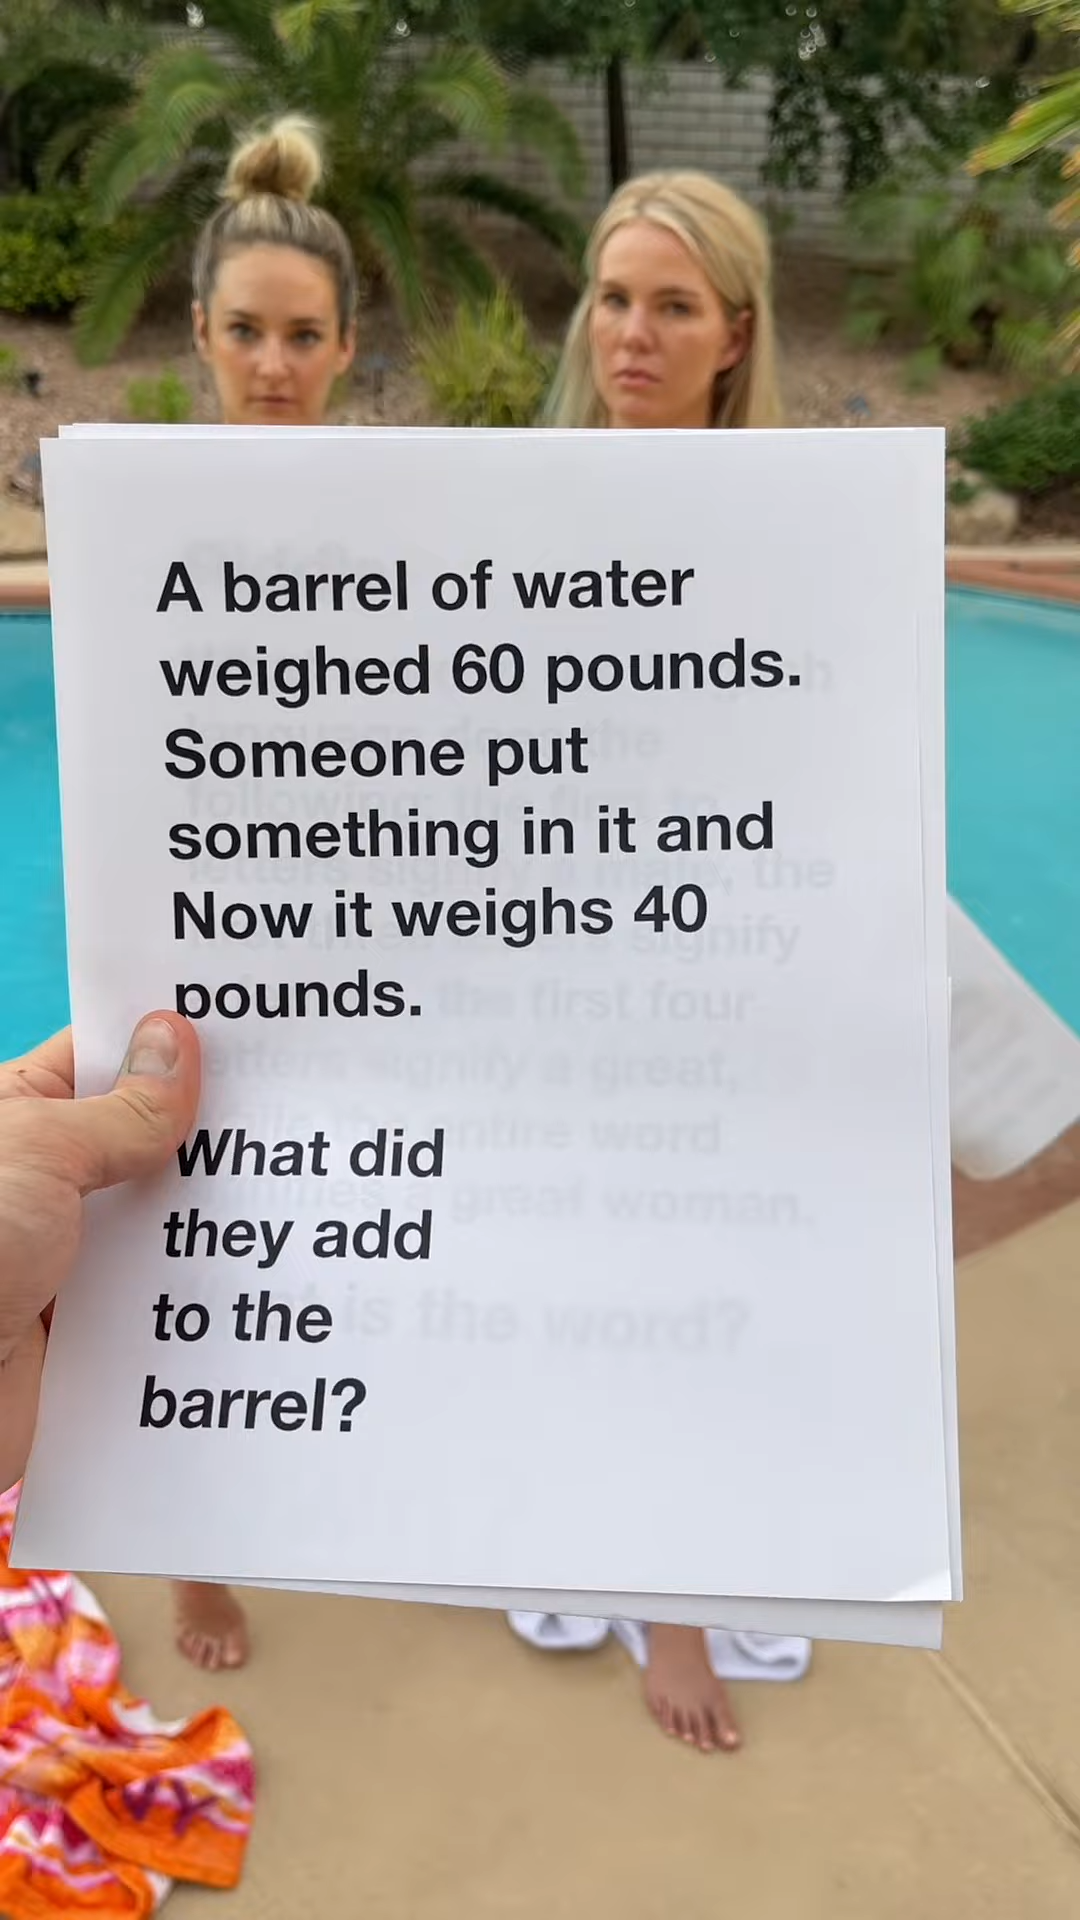 A barrel of water
weighed 60 pounds.
Someone put
something in it and
Now it weighs 40
pounds.
What did
they add
to the
barrel?